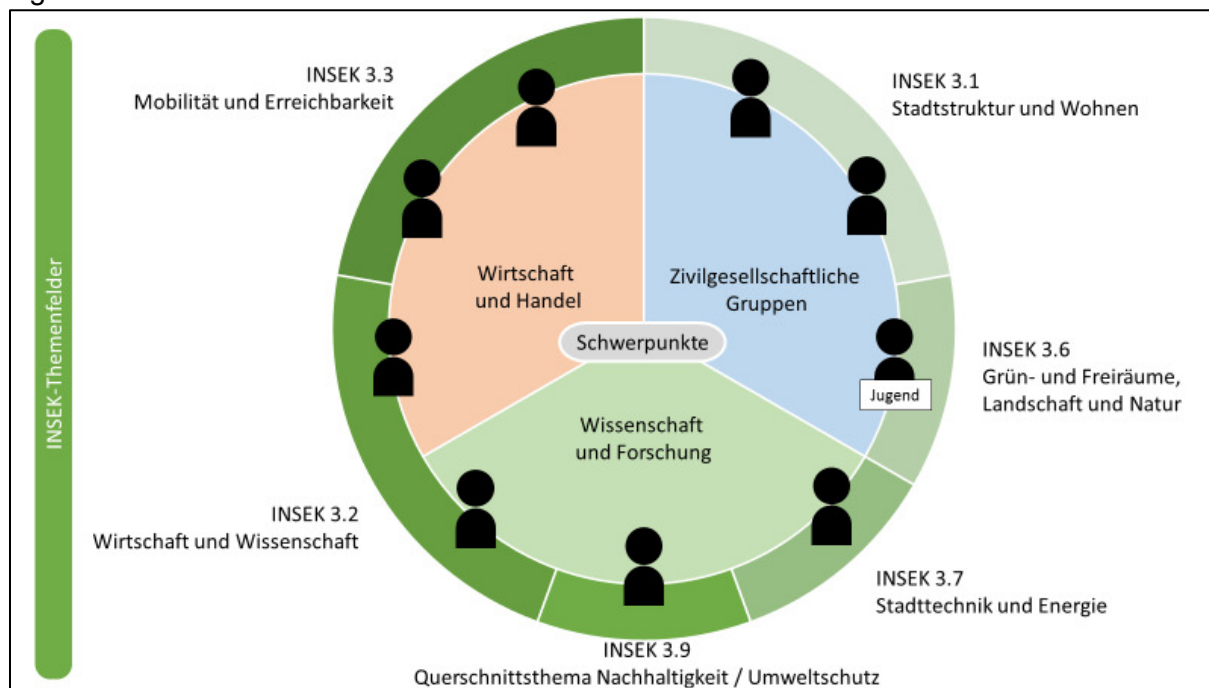 INSEK-Themenfelder
INSEK 3.3
Mobilität und Erreichbarkeit
INSEK 3.1
Stadtstruktur und Wohnen
Wirtschaft
und Handel
Zivilgesellschaftliche
Gruppen
Schwerpunkte
INSEK 3.6
Grün- und Freiräume,
Landschaft und Natur
Jugend
Wissenschaft
und Forschung
INSEK 3.2
Wirtschaft und Wissenschaft
INSEK 3.7
Stadttechnik und Energie
INSEK 3.9
Querschnittsthema Nachhaltigkeit / Umweltschutz